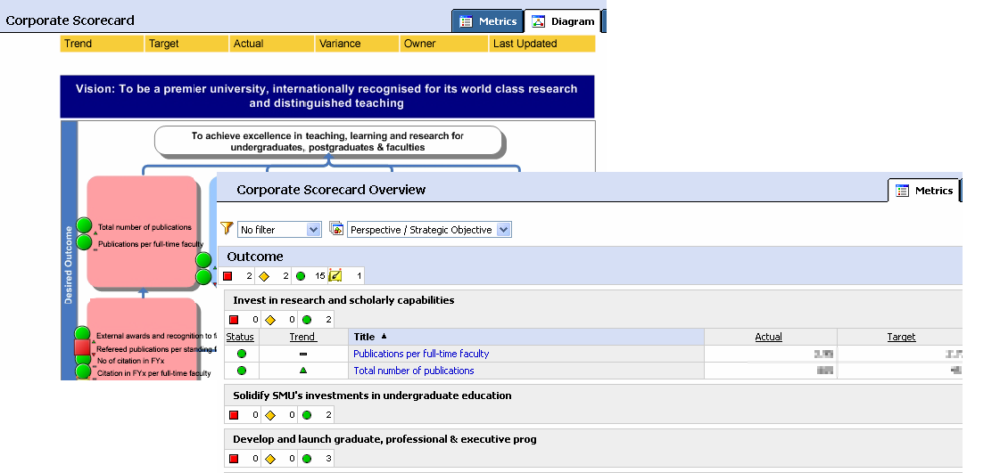 Corporate Scorecard
Metrics
Diagram
Trend Target Actual Variance Owner Last Updated
Vision: To be a premier university, internationally recognised for its world class research
and distinguished teaching
To achieve excellence in teaching, learning and research for
undergraduates, postgraduates & faculties
Desired Outcome
Total number of publications
Publications per full-time faculty
External awards and recognition to f
Refereed publications per standing f
No of citation in FYx
Citation in FYx per full-time faculty
Corporate Scorecard Overview
Metrics
No filter
Perspective / Strategic Objective
Outcome
2 2 15 1
Invest in research and scholarly capabilities
0 0 2
Status Trend Title Actual Target
Publications per full-time faculty
Total number of publications
Solidify SMU's investments in undergraduate education
0 0 2
Develop and launch graduate, professional & executive prog
0 0 3